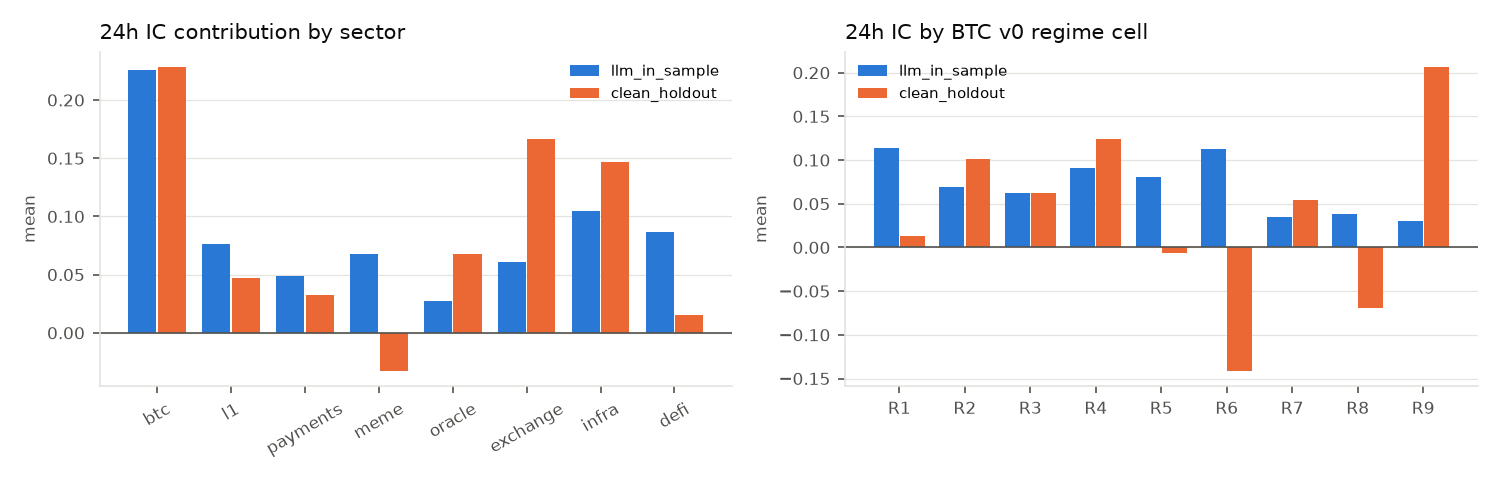 24h IC contribution by sector
llm_in_sample
clean_holdout
mean
0.20
0.15
0.10
0.05
0.00
btc
l1
payments
meme
oracle
exchange
infra
defi
24h IC by BTC v0 regime cell
llm_in_sample
clean_holdout
mean
0.20
0.15
0.10
0.05
0.00
−0.05
−0.10
−0.15
R1
R2
R3
R4
R5
R6
R7
R8
R9